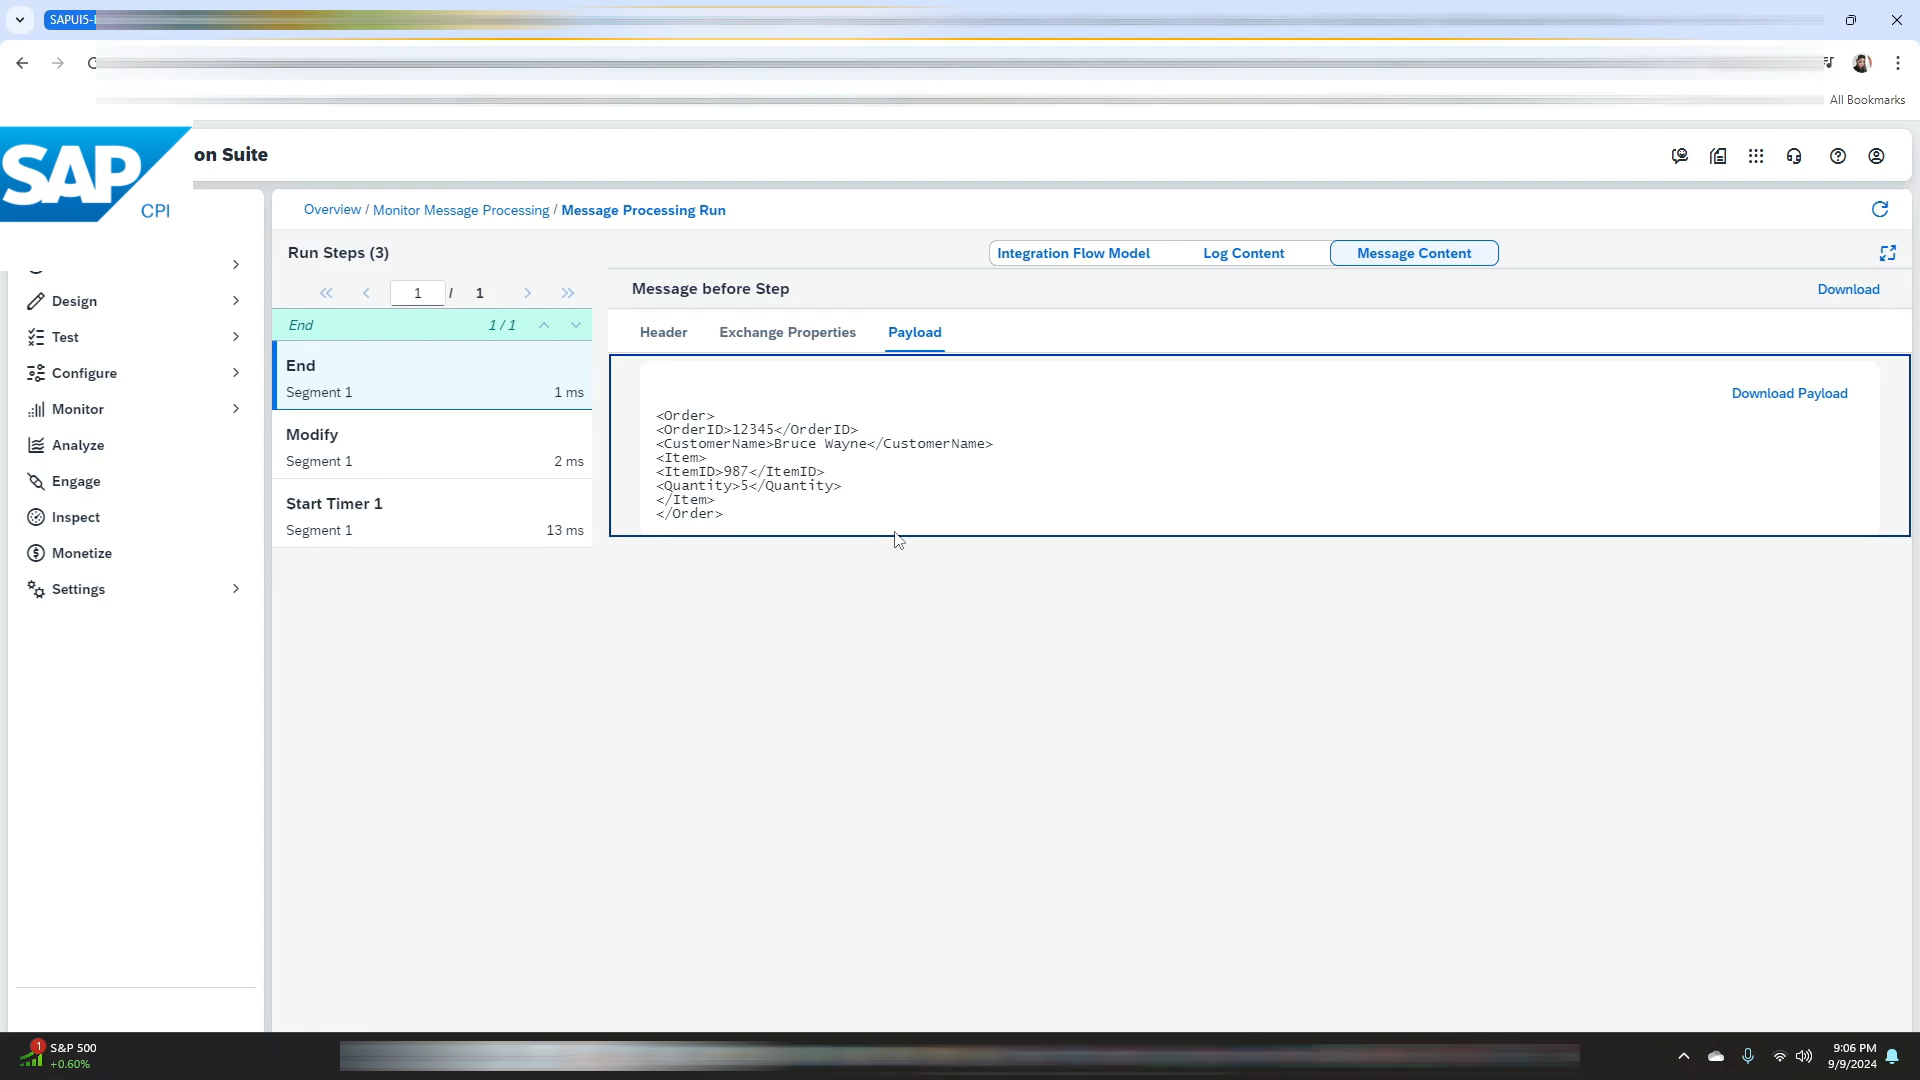 SAPUI5-
All Bookmarks
SAP
CPI
on Suite
Overview / Monitor Message Processing / Message Processing Run
Run Steps (3)
Integration Flow Model
Log Content
Message Content
1 / 1
Message before Step
Download
End 1 / 1
Header
Exchange Properties
Payload
End
Segment 1 1 ms
Modify
Segment 1 2 ms
Start Timer 1
Segment 1 13 ms
Download Payload
<Order>
<OrderID>12345</OrderID>
<CustomerName>Bruce Wayne</CustomerName>
<Item>
<ItemID>987</ItemID>
<Quantity>5</Quantity>
</Item>
</Order>
Design
Test
Configure
Monitor
Analyze
Engage
Inspect
Monetize
Settings
1
S&P 500
+0.60%
9:06 PM
9/9/2024